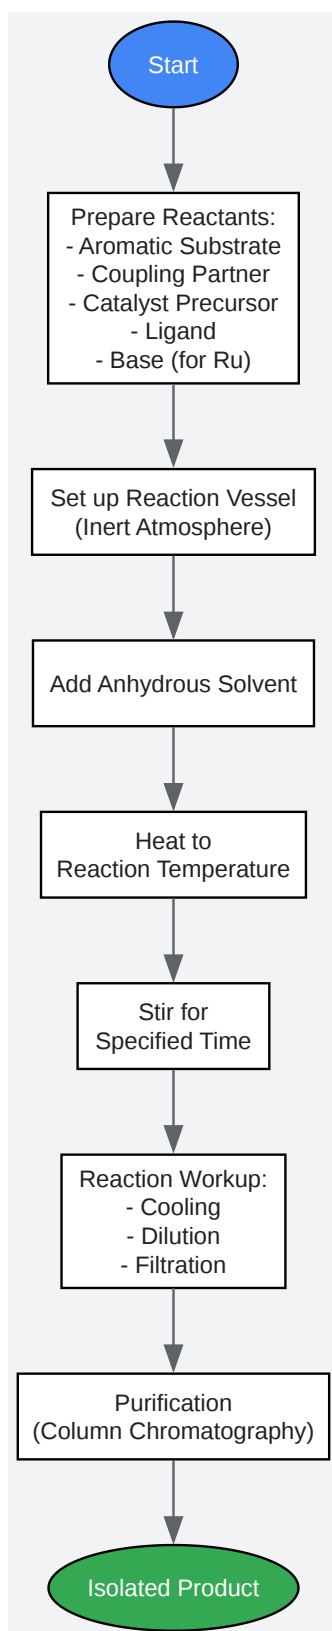 Start
Prepare Reactants:
- Aromatic Substrate
- Coupling Partner
- Catalyst Precursor
- Ligand
- Base (for Ru)
Set up Reaction Vessel
(Inert Atmosphere)
Add Anhydrous Solvent
Heat to
Reaction Temperature
Stir for
Specified Time
Reaction Workup:
- Cooling
- Dilution
- Filtration
Purification
(Column Chromatography)
Isolated Product